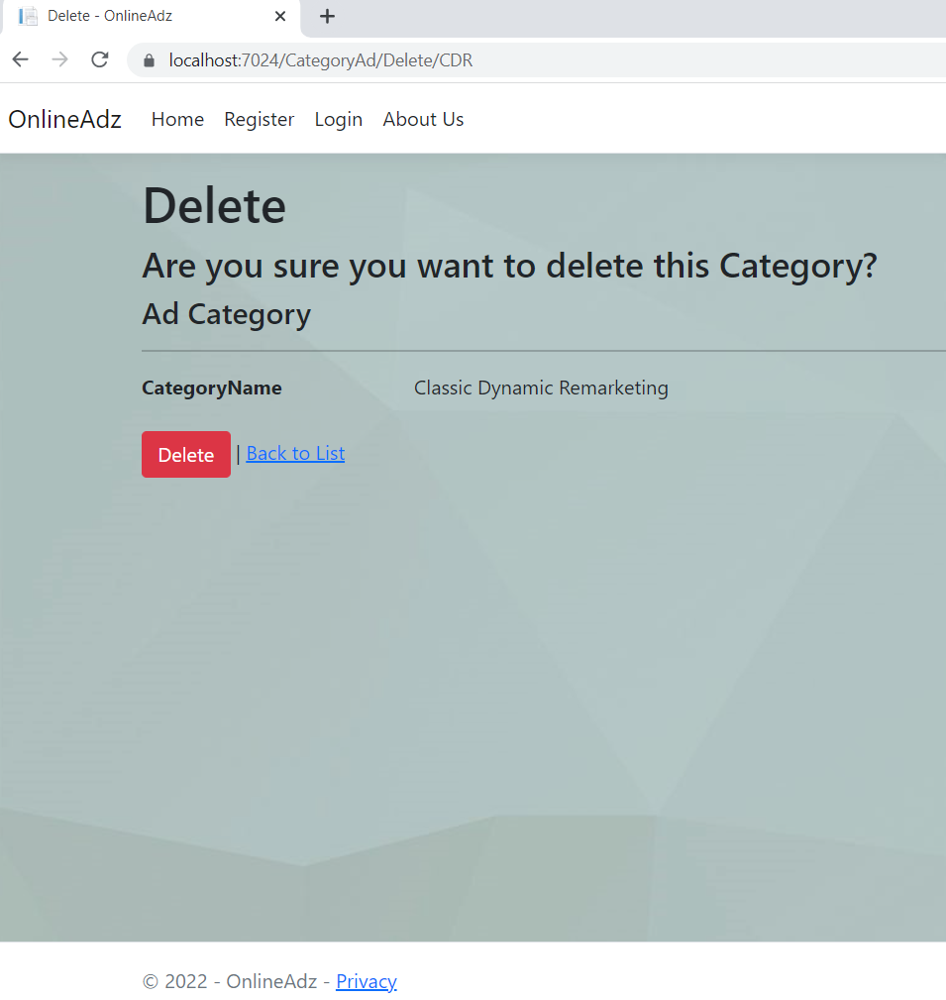 Delete - OnlineAdz
localhost:7024/CategoryAd/Delete/CDR
OnlineAdz Home Register Login About Us
Delete
Are you sure you want to delete this Category?
Ad Category
CategoryName Classic Dynamic Remarketing
Delete | Back to List
© 2022 - OnlineAdz - Privacy